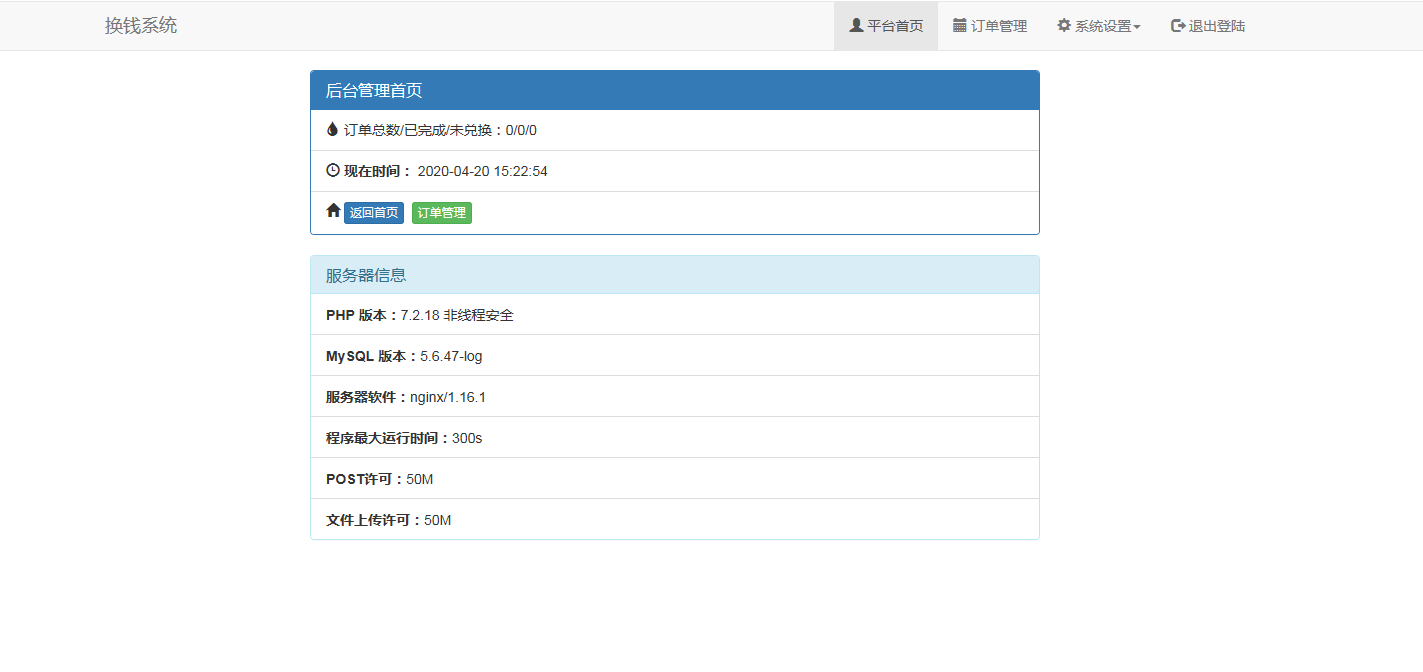 换钱系统
平台首页 订单管理 系统设置 退出登陆
后台管理首页
订单总数/已完成/未兑换：0/0/0
现在时间： 2020-04-20 15:22:54
返回首页 订单管理
服务器信息
PHP 版本：7.2.18 非线程安全
MySQL 版本：5.6.47-log
服务器软件：nginx/1.16.1
程序最大运行时间：300s
POST许可：50M
文件上传许可：50M